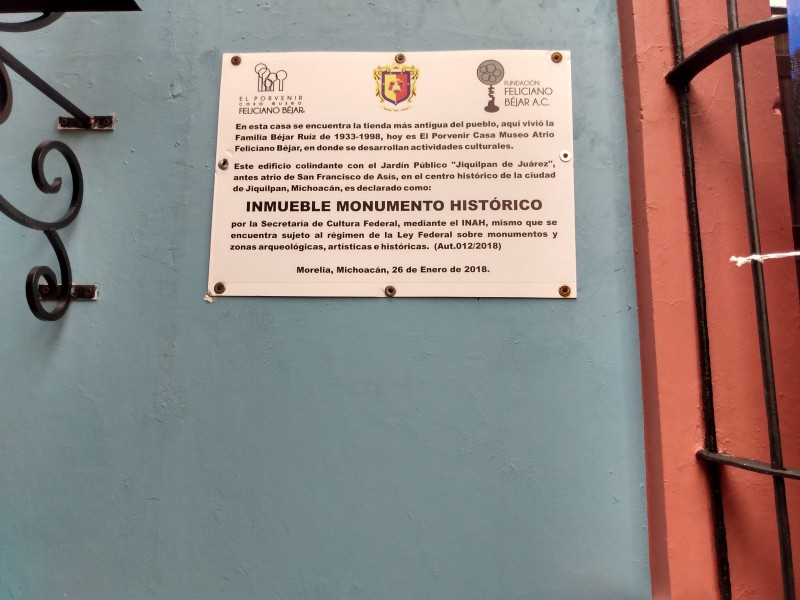 EL PORVENIR
CASA MUSEO
FELICIANO BÉJAR
FUNDACIÓN
FELICIANO
BÉJAR A.C.
En esta casa se encuentra la tienda más antigua del pueblo, aquí vivió la
Familia Béjar Ruíz de 1933-1998, hoy es El Porvenir Casa Museo Atrio
Feliciano Béjar, en donde se desarrollan actividades culturales.
Este edificio colindante con el Jardín Público "Jiquilpan de Juárez",
antes atrio de San Francisco de Asís, en el centro histórico de la ciudad
de Jiquilpan, Michoacán, es declarado como:
INMUEBLE MONUMENTO HISTÓRICO
por la Secretaría de Cultura Federal, mediante el INAH, mismo que se
encuentra sujeto al régimen de la Ley Federal sobre monumentos y
zonas arqueológicas, artísticas e históricas. (Aut.012/2018)
Morelia, Michoacán, 26 de Enero de 2018.